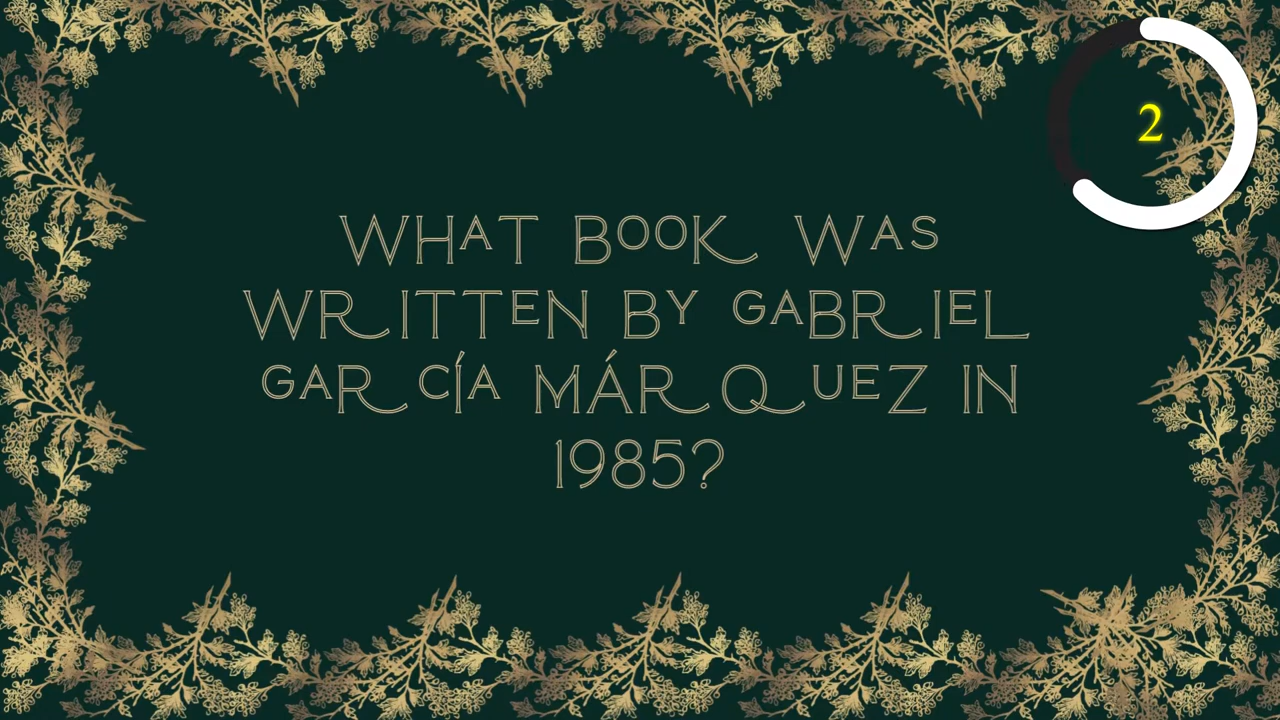 WHAT BOOK WAS
WRITTEN BY GABRIEL
GARCÍA MÁRQUEZ IN
1985?
2